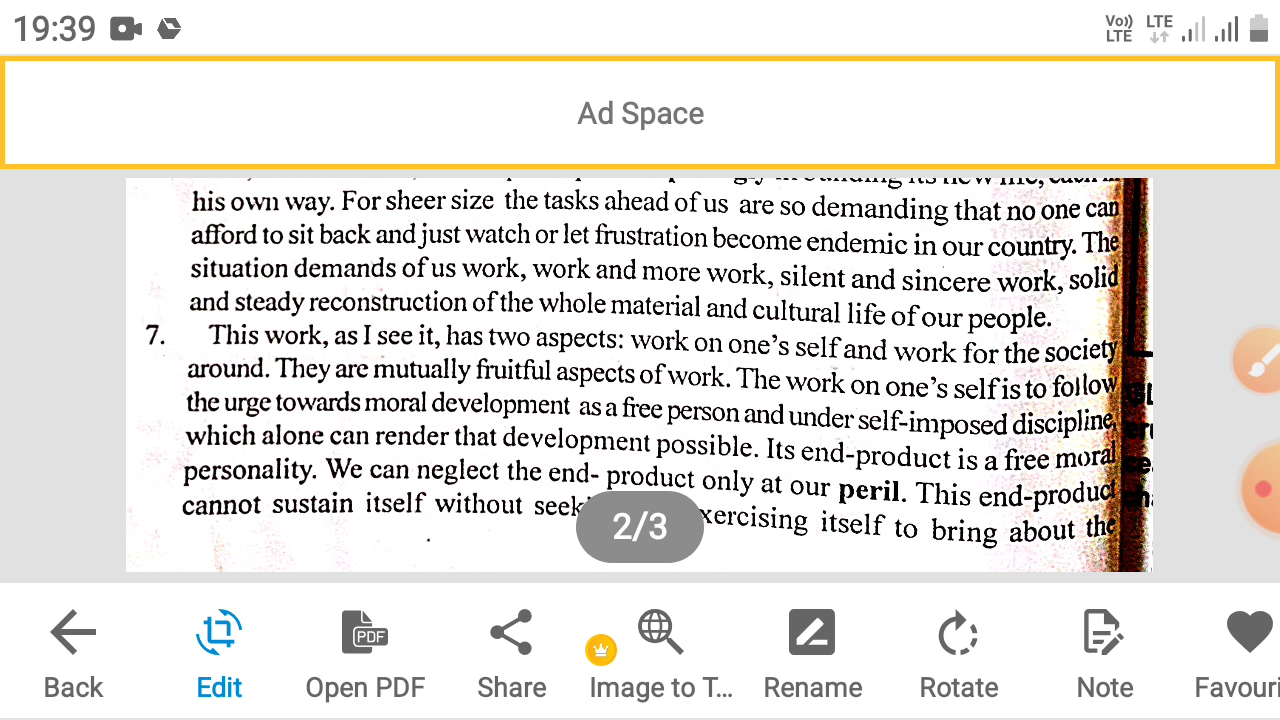 19:39
Vo)) LTE LTE
Ad Space
his own way. For sheer size the tasks ahead of us are so demanding that no one can
afford to sit back and just watch or let frustration become endemic in our country. The
situation demands of us work, work and more work, silent and sincere work, solid
and steady reconstruction of the whole material and cultural life of our people.
7. This work, as I see it, has two aspects: work on one's self and work for the society
around. They are mutually fruitful aspects of work. The work on one's self is to follow
the urge towards moral development as a free person and under self-imposed discipline,
which alone can render that development possible. Its end-product is a free moral
personality. We can neglect the end- product only at our peril. This end-product
cannot sustain itself without seek xercising itself to bring about the
2/3
PDF
Back Edit Open PDF Share Image to T... Rename Rotate Note Favouri